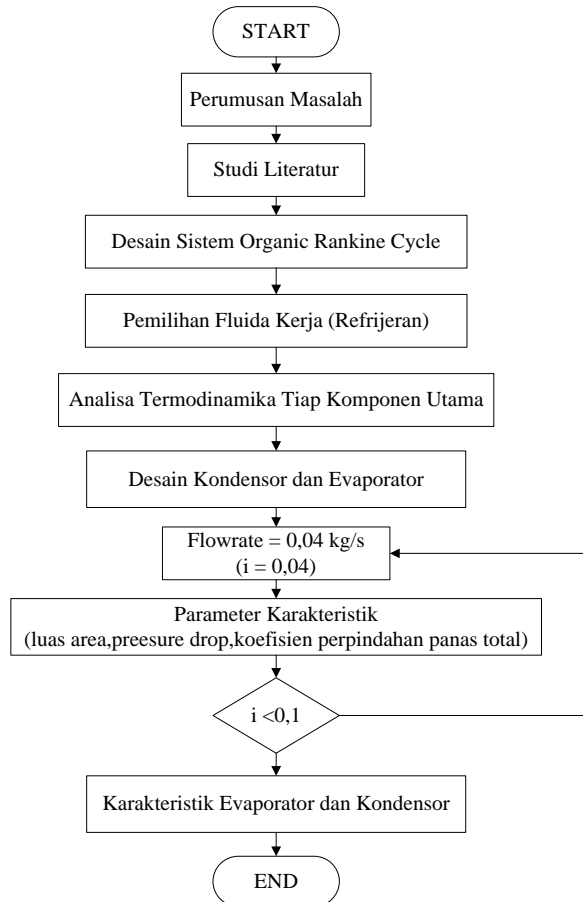 START
Perumusan Masalah
Studi Literatur
Desain Sistem Organic Rankine Cycle
Pemilihan Fluida Kerja (Refrijeran)
Analisa Termodinamika Tiap Komponen Utama
Desain Kondensor dan Evaporator
Flowrate = 0,04 kg/s
(i = 0,04)
Parameter Karakteristik
(luas area,preesure drop,koefisien perpindahan panas total)
i <0,1
Karakteristik Evaporator dan Kondensor
END